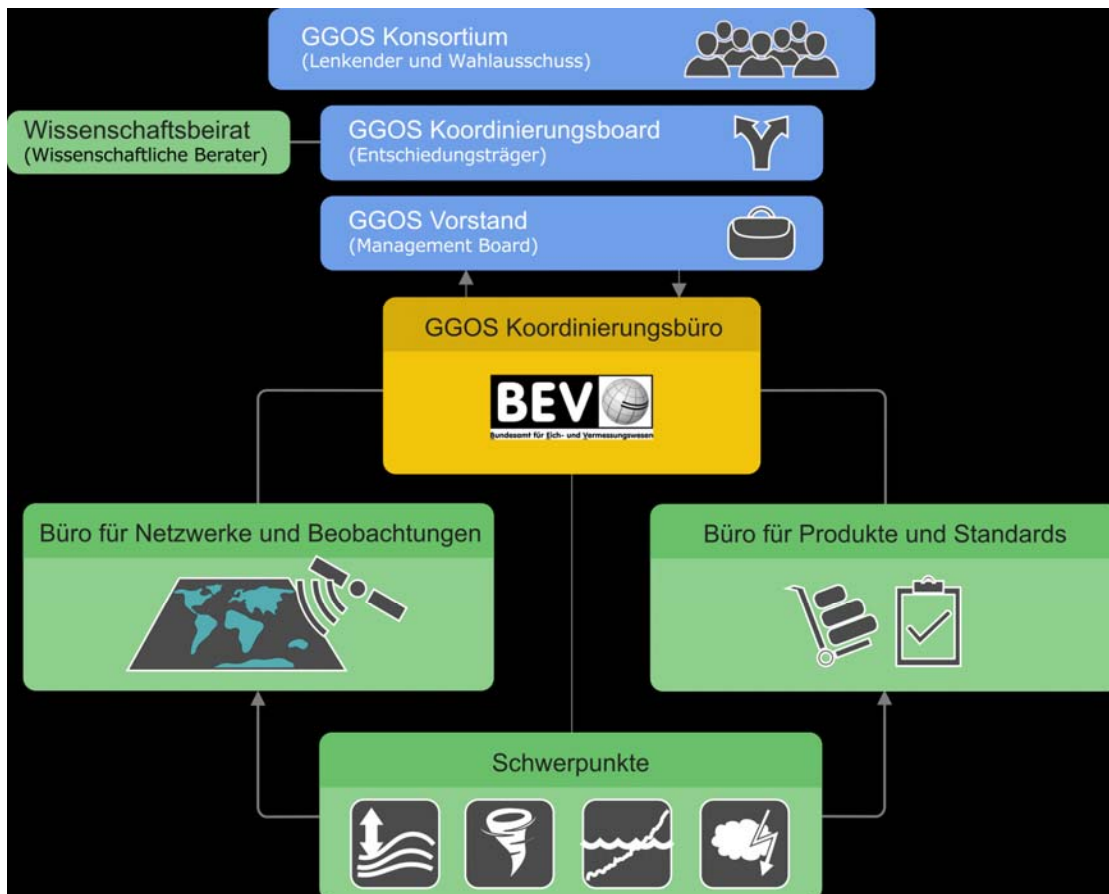 GGOS Konsortium
(Lenkender und Wahlausschuss)
Wissenschaftsbeirat
(Wissenschaftliche Berater)
GGOS Koordinierungsboard
(Entschiedungsträger)
GGOS Vorstand
(Management Board)
GGOS Koordinierungsbüro
BEV
Bundesamt für Eich- und Vermessungswesen
Büro für Netzwerke und Beobachtungen
Büro für Produkte und Standards
Schwerpunkte